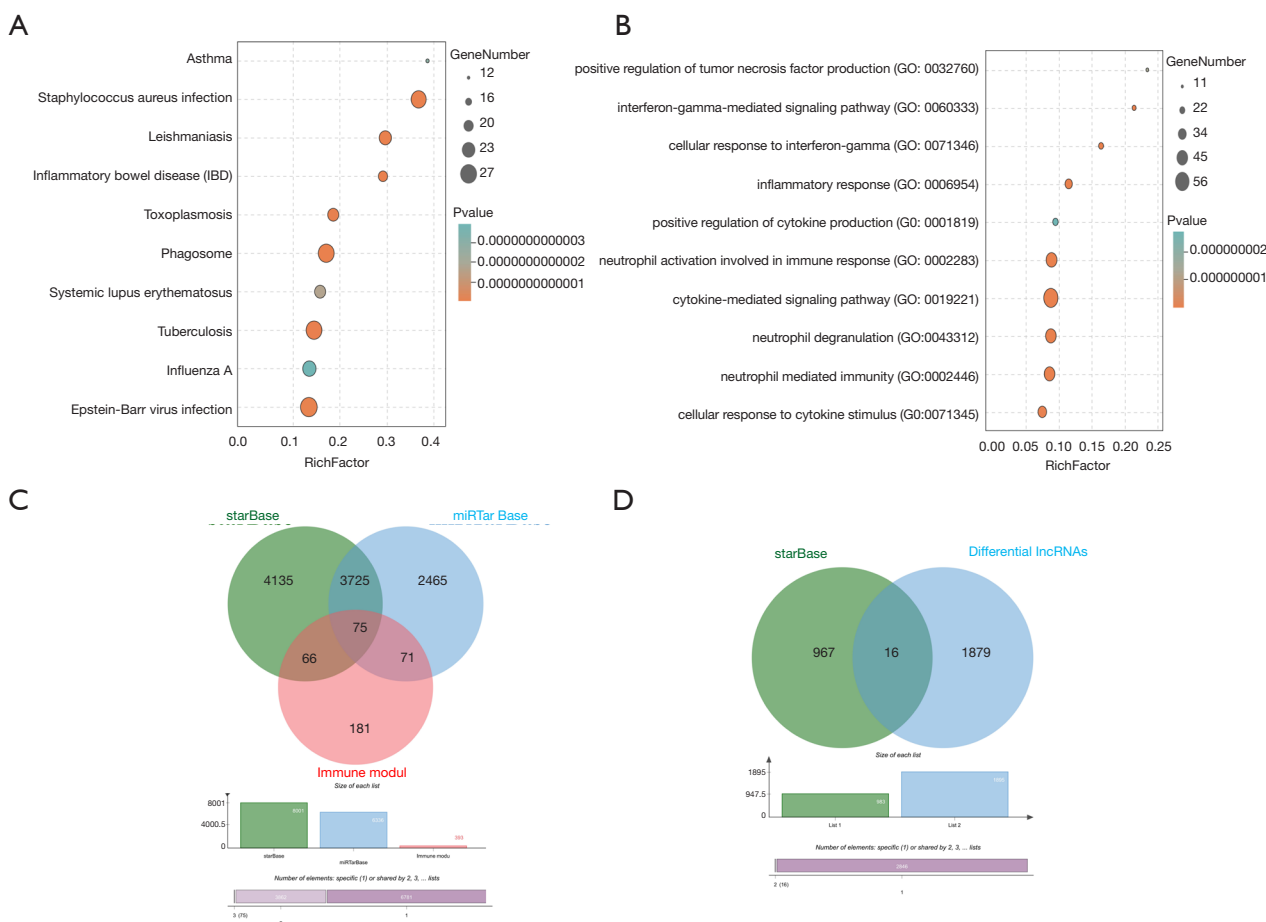 A
Asthma
Staphylococcus aureus infection
Leishmaniasis
Inflammatory bowel disease (IBD)
Toxoplasmosis
Phagosome
Systemic lupus erythematosus
Tuberculosis
Influenza A
Epstein-Barr virus infection
0.0 0.1 0.2 0.3 0.4
RichFactor
GeneNumber
12
16
20
23
27
Pvalue
0.0000000000003
0.0000000000002
0.0000000000001
B
positive regulation of tumor necrosis factor production (GO: 0032760)
interferon-gamma-mediated signaling pathway (GO: 0060333)
cellular response to interferon-gamma (GO: 0071346)
inflammatory response (GO: 0006954)
positive regulation of cytokine production (G0: 0001819)
neutrophil activation involved in immune response (GO: 0002283)
cytokine-mediated signaling pathway (GO: 0019221)
neutrophil degranulation (GO:0043312)
neutrophil mediated immunity (GO:0002446)
cellular response to cytokine stimulus (G0:0071345)
0.00 0.05 0.10 0.15 0.20 0.25
RichFactor
GeneNumber
11
22
34
45
56
Pvalue
0.000000002
0.000000001
C
starBase miRTar Base
4135 3725 2465
75
66 71
181
Immune modul
Size of each list
8001
4000.5
0
8001
6336
389
starBase miRTarBase Immune modu
Number of elements: specific (1) or shared by 2, 3, ... lists
6781
3 (75) 1
D
starBase Differential lncRNAs
967 16 1879
Size of each list
1895
947.5
0
983
1895
List 1 List 2
Number of elements: specific (1) or shared by 2, 3, ... lists
2846
2 (16) 1